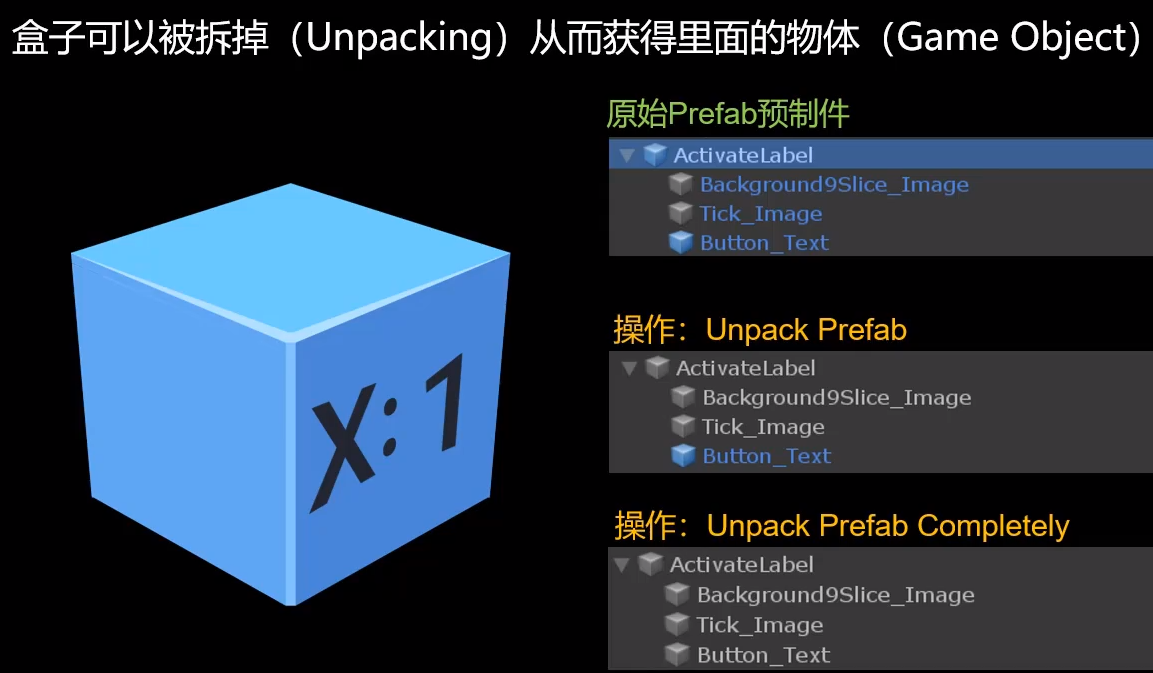 盒子可以被拆掉（Unpacking）从而获得里面的物体（Game Object）
X: 1
原始Prefab预制件
ActivateLabel
Background9Slice_Image
Tick_Image
Button_Text
操作：Unpack Prefab
ActivateLabel
Background9Slice_Image
Tick_Image
Button_Text
操作：Unpack Prefab Completely
ActivateLabel
Background9Slice_Image
Tick_Image
Button_Text